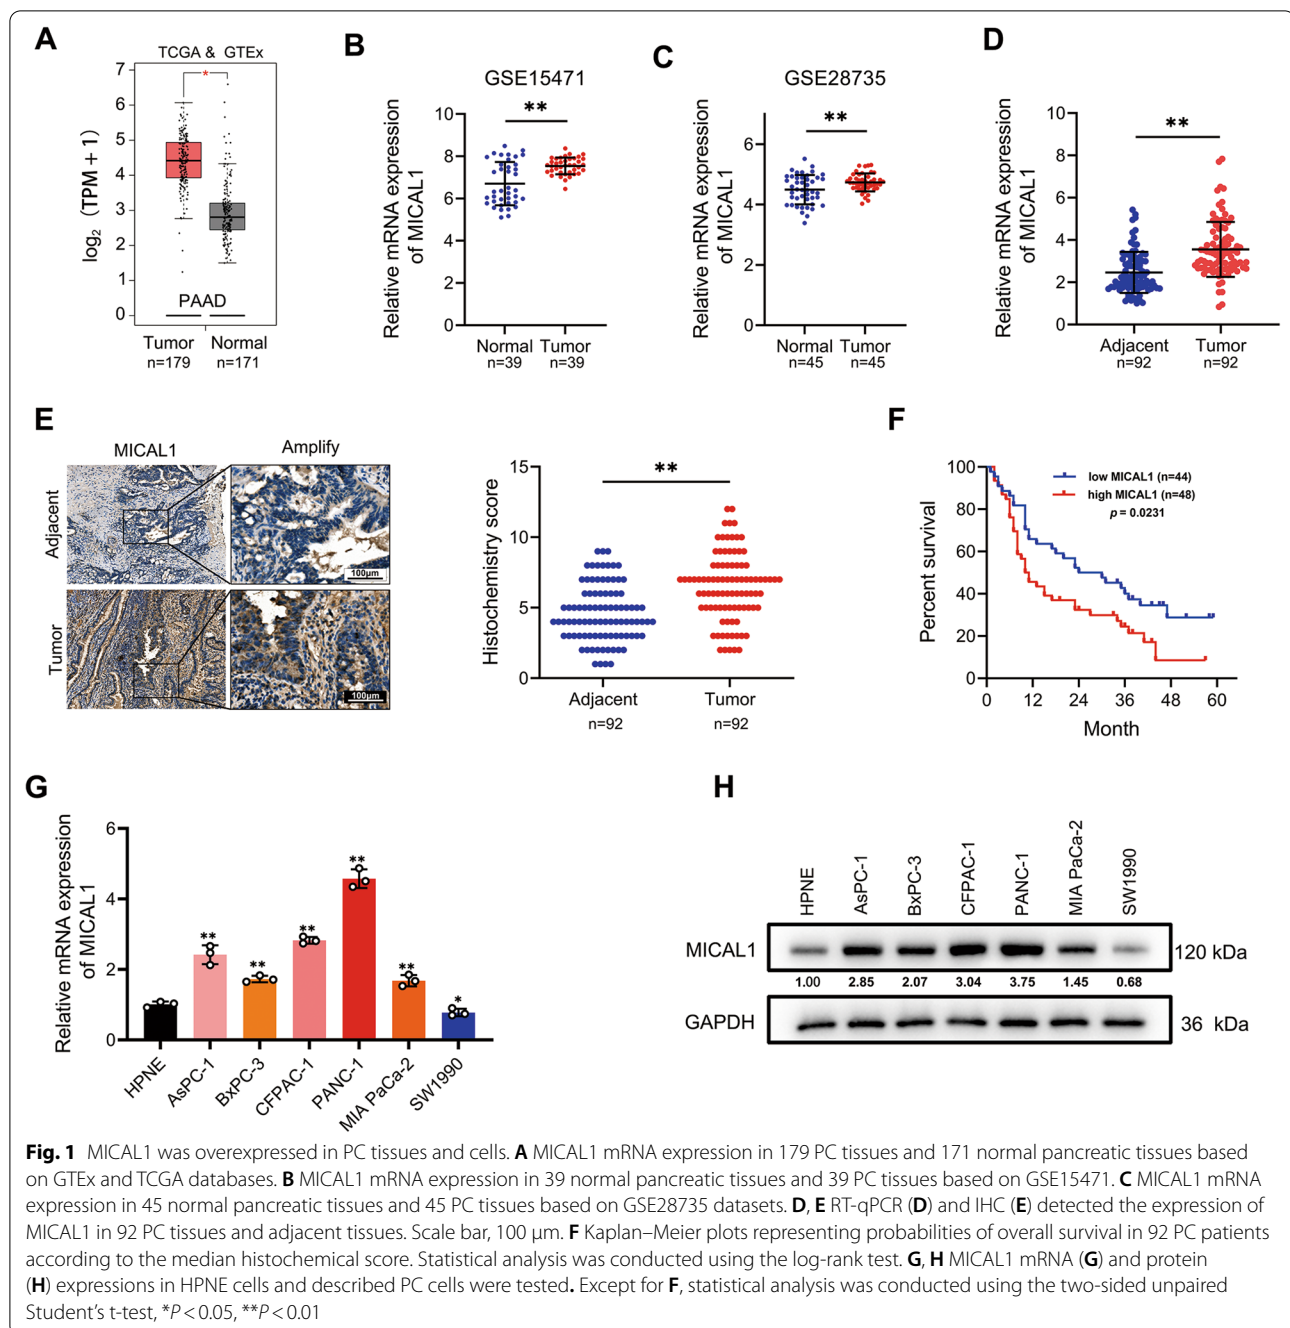 A
TCGA & GTEx
log2 (TPM + 1)
7
6
5
4
3
2
1
0
*
PAAD
Tumor
n=179
Normal
n=171
B
GSE15471
Relative mRNA expression
of MICAL1
10
8
6
4
2
0
**
Normal
n=39
Tumor
n=39
C
GSE28735
Relative mRNA expression
of MICAL1
6
4
2
0
**
Normal
n=45
Tumor
n=45
D
Relative mRNA expression
of MICAL1
10
8
6
4
2
0
**
Adjacent
n=92
Tumor
n=92
E
MICAL1
Amplify
Adjacent
100μm
Tumor
100μm
Histochemistry score
15
10
5
0
**
Adjacent
n=92
Tumor
n=92
F
Percent survival
100
80
60
40
20
0
low MICAL1 (n=44)
high MICAL1 (n=48)
p = 0.0231
0 12 24 36 48 60
Month
G
Relative mRNA expression
of MICAL1
6
4
2
0
** ** ** ** ** *
HPNE AsPC-1 BxPC-3 CFPAC-1 PANC-1 MIA PaCa-2 SW1990
H
HPNE AsPC-1 BxPC-3 CFPAC-1 PANC-1 MIA PaCa-2 SW1990
MICAL1 120 kDa
1.00 2.85 2.07 3.04 3.75 1.45 0.68
GAPDH 36 kDa
Fig. 1 MICAL1 was overexpressed in PC tissues and cells. A MICAL1 mRNA expression in 179 PC tissues and 171 normal pancreatic tissues based
on GTEx and TCGA databases. B MICAL1 mRNA expression in 39 normal pancreatic tissues and 39 PC tissues based on GSE15471. C MICAL1 mRNA
expression in 45 normal pancreatic tissues and 45 PC tissues based on GSE28735 datasets. D, E RT-qPCR (D) and IHC (E) detected the expression of
MICAL1 in 92 PC tissues and adjacent tissues. Scale bar, 100 μm. F Kaplan–Meier plots representing probabilities of overall survival in 92 PC patients
according to the median histochemical score. Statistical analysis was conducted using the log-rank test. G, H MICAL1 mRNA (G) and protein
(H) expressions in HPNE cells and described PC cells were tested. Except for F, statistical analysis was conducted using the two-sided unpaired
Student's t-test, *P < 0.05, **P < 0.01